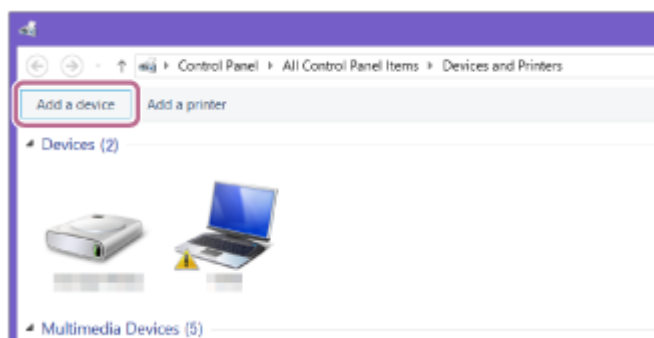 Control Panel ▸ All Control Panel Items ▸ Devices and Printers
Add a device Add a printer
Devices (2)
Multimedia Devices (5)